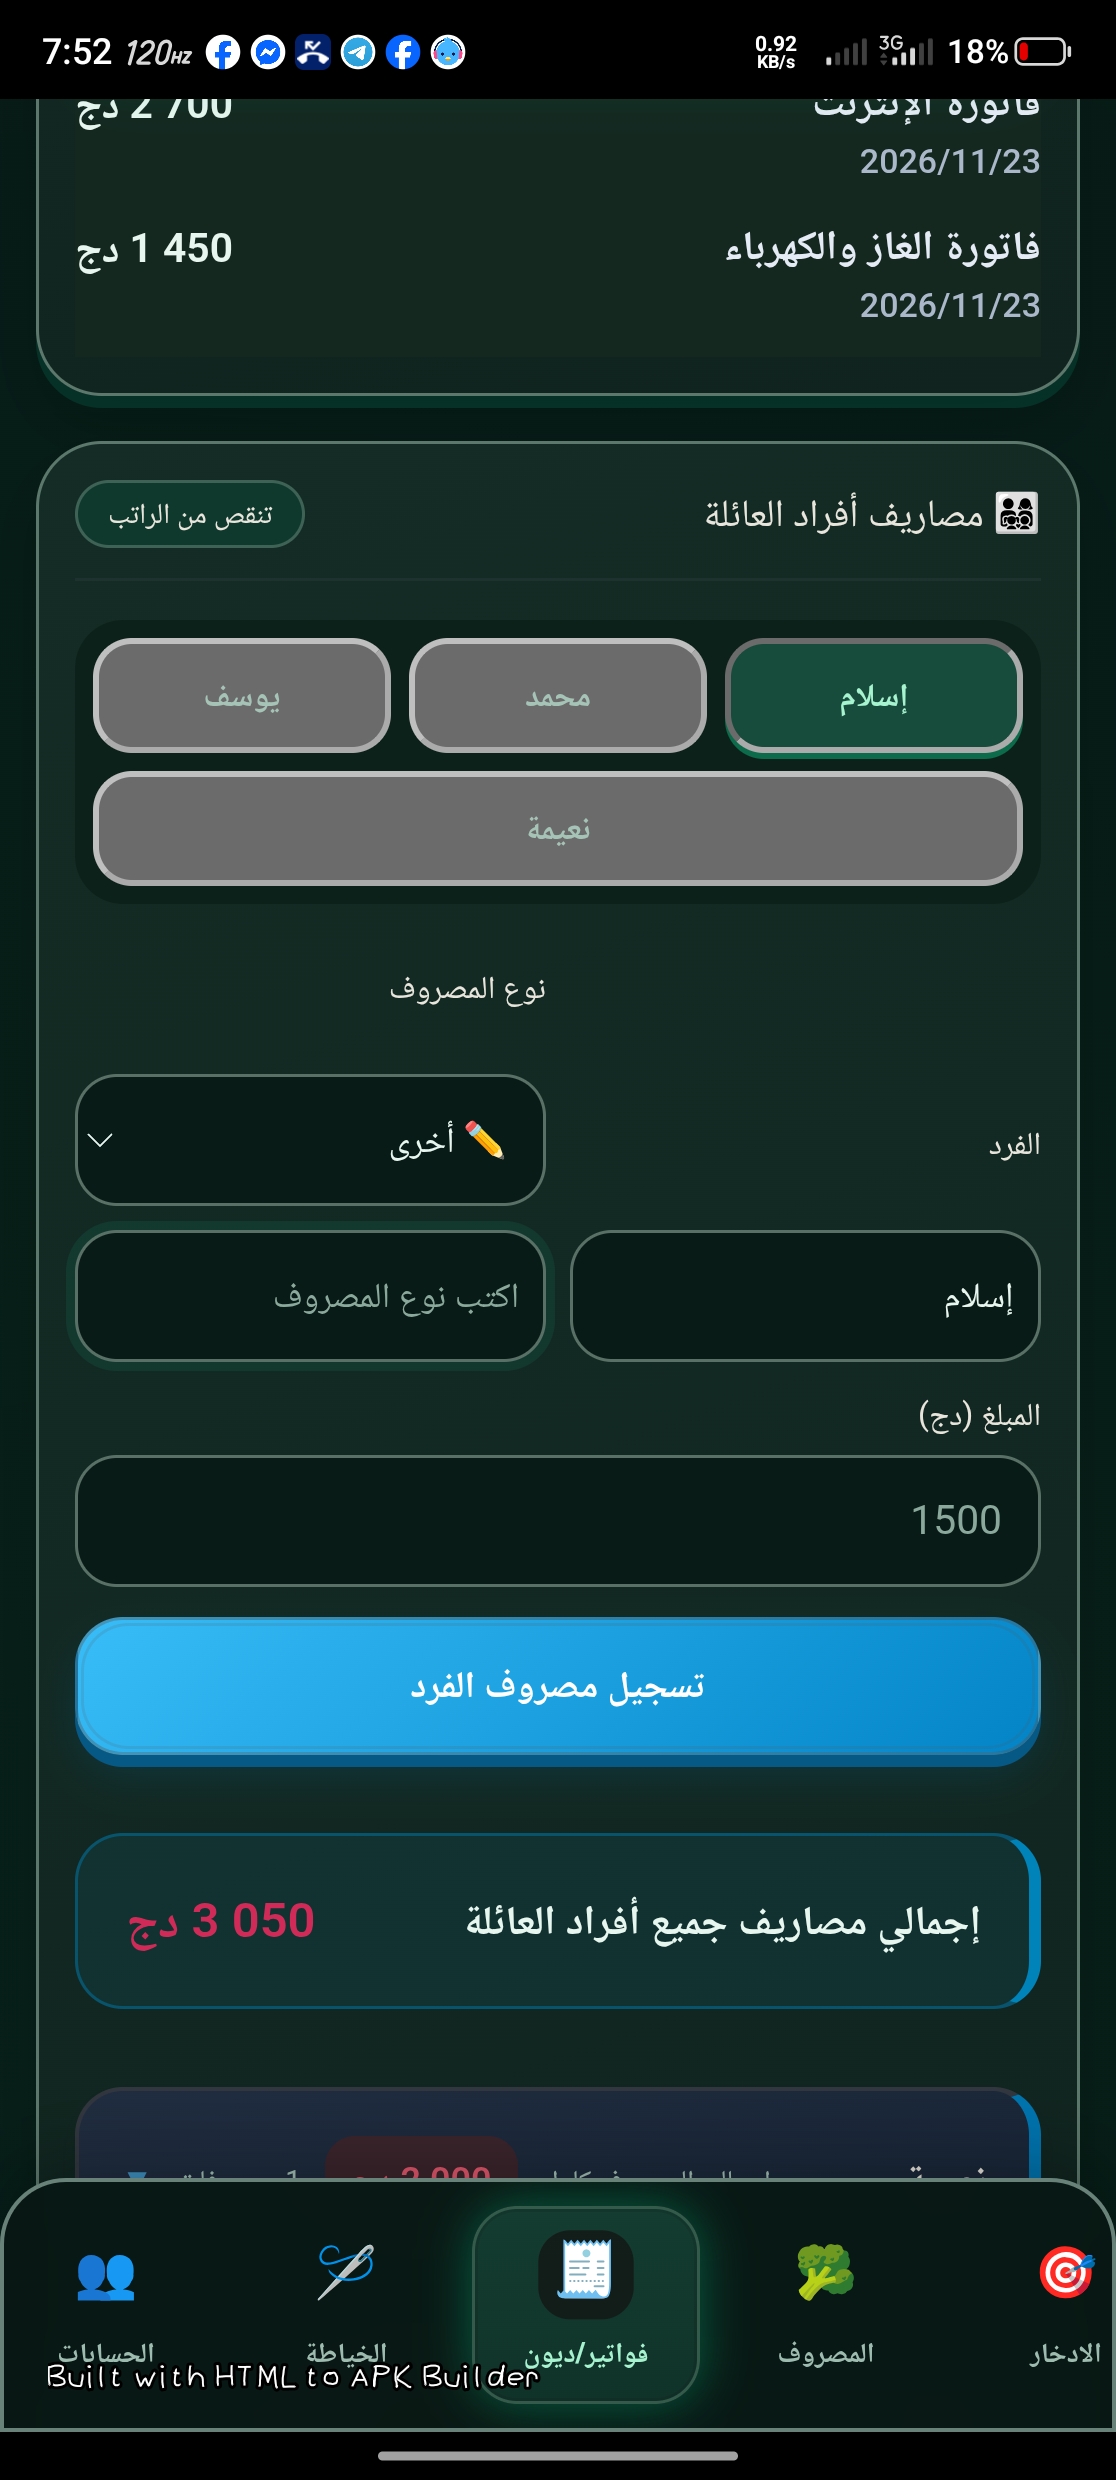 7:52 120HZ 0.92 KB/s 3G 18%
فاتورة الإنترنت 2 700 دج
2026/11/23
فاتورة الغاز والكهرباء 1 450 دج
2026/11/23
مصاريف أفراد العائلة تنقص من الراتب
إسلام محمد يوسف
نعيمة
نوع المصروف
الفرد أخرى
إسلام اكتب نوع المصروف
المبلغ (دج)
1500
تسجيل مصروف الفرد
إجمالي مصاريف جميع أفراد العائلة 3 050 دج
الادخار المصروف فواتير/ديون الخياطة الحسابات
Built with HTML to APK Builder